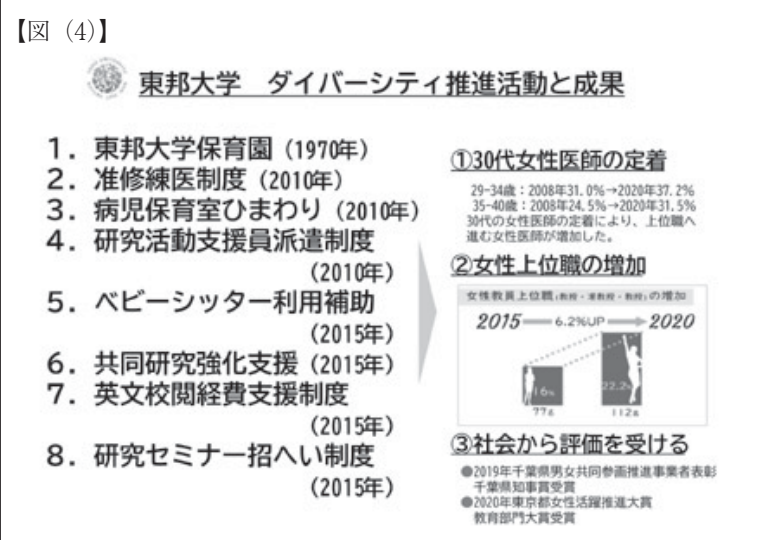 【図（4）】
東邦大学　ダイバーシティ推進活動と成果
1．東邦大学保育園（1970年）
2．准修練医制度（2010年）
3．病児保育室ひまわり（2010年）
4．研究活動支援員派遣制度
（2010年）
5．ベビーシッター利用補助
（2015年）
6．共同研究強化支援（2015年）
7．英文校閲経費支援制度
（2015年）
8．研究セミナー招へい制度
（2015年）
①30代女性医師の定着
29-34歳：2008年31.0%→2020年37.2%
35-40歳：2008年24.5%→2020年31.5%
30代の女性医師の定着により、上位職へ
進む女性医師が増加した。
②女性上位職の増加
女性教員上位職（教授・准教授・教授）の増加
2015 6.2%UP 2020
16% 22.2%
77名 112名
③社会から評価を受ける
●2019年千葉県男女共同参画推進事業者表彰
千葉県知事賞受賞
●2020年東京都女性活躍推進大賞
教育部門大賞受賞